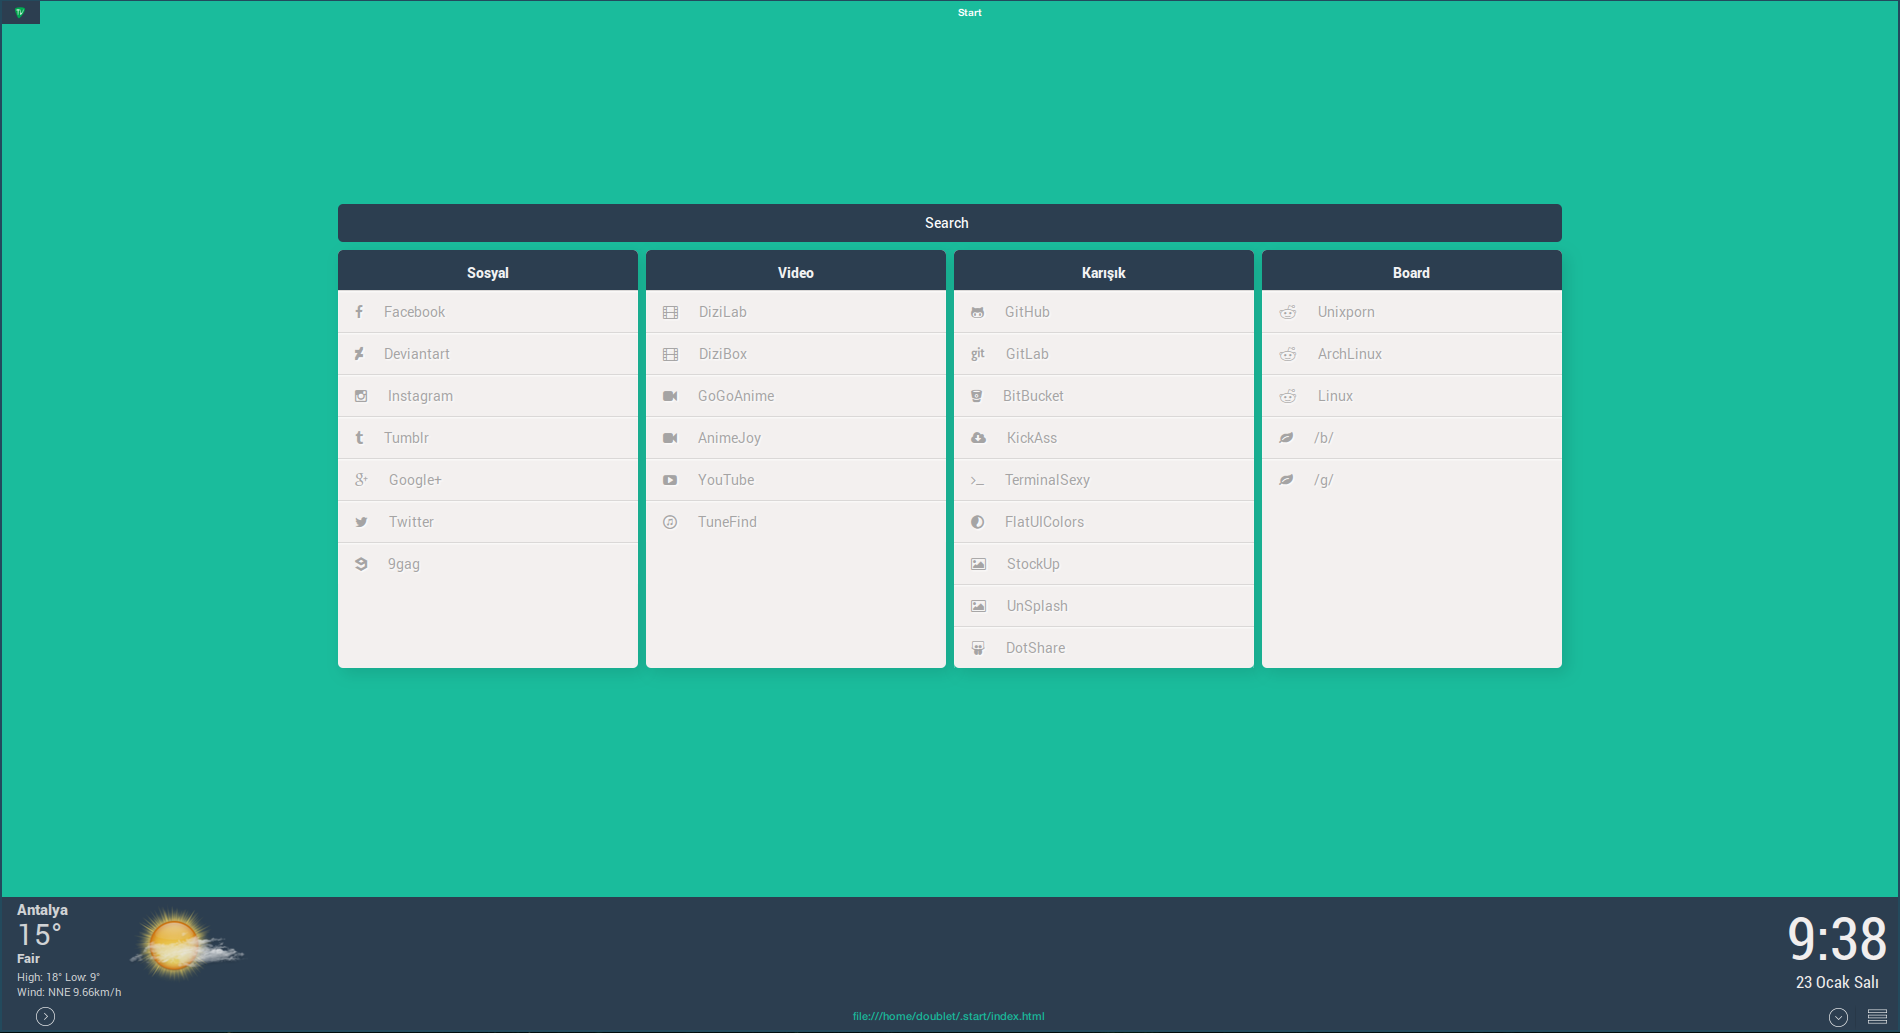 Start
Search
Sosyal
Facebook
Deviantart
Instagram
Tumblr
Google+
Twitter
9gag
Video
DiziLab
DiziBox
GoGoAnime
AnimeJoy
YouTube
TuneFind
Karışık
GitHub
git GitLab
BitBucket
KickAss
TerminalSexy
FlatUIColors
StockUp
UnSplash
DotShare
Board
Unixporn
ArchLinux
Linux
/b/
/g/
Antalya
15°
Fair
High: 18° Low: 9°
Wind: NNE 9.66km/h
file:///home/doublet/.start/index.html
9:38
23 Ocak Salı